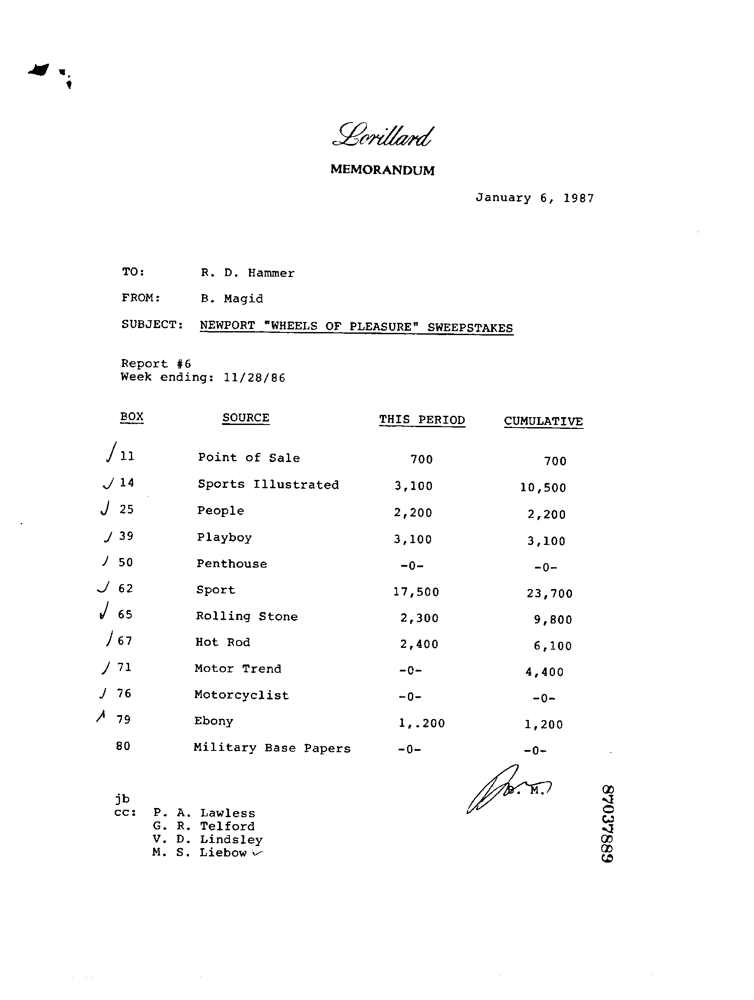 Lorillard
MEMORANDUM
January 6, 1987
TO: R. D. Hammer
FROM: B. Magid
SUBJECT: NEWPORT "WHEELS OF PLEASURE" SWEEPSTAKES
Report #6
Week ending: 11/28/86
BOX SOURCE THIS PERIOD CUMULATIVE
11 Point of Sale 700 700
14 Sports Illustrated 3,100 10,500
25 People 2,200 2,200
39 Playboy 3,100 3,100
50 Penthouse -0- -0-
62 Sport 17,500 23,700
65 Rolling Stone 2,300 9,800
67 Hot Rod 2,400 6,100
71 Motor Trend -0- 4,400
76 Motorcyclist -0- -0-
79 Ebony 1,.200 1,200
80 Military Base Papers -0- -0-
B. M.
jb
cc: P. A. Lawless
G. R. Telford
V. D. Lindsley
M. S. Liebow
87037889